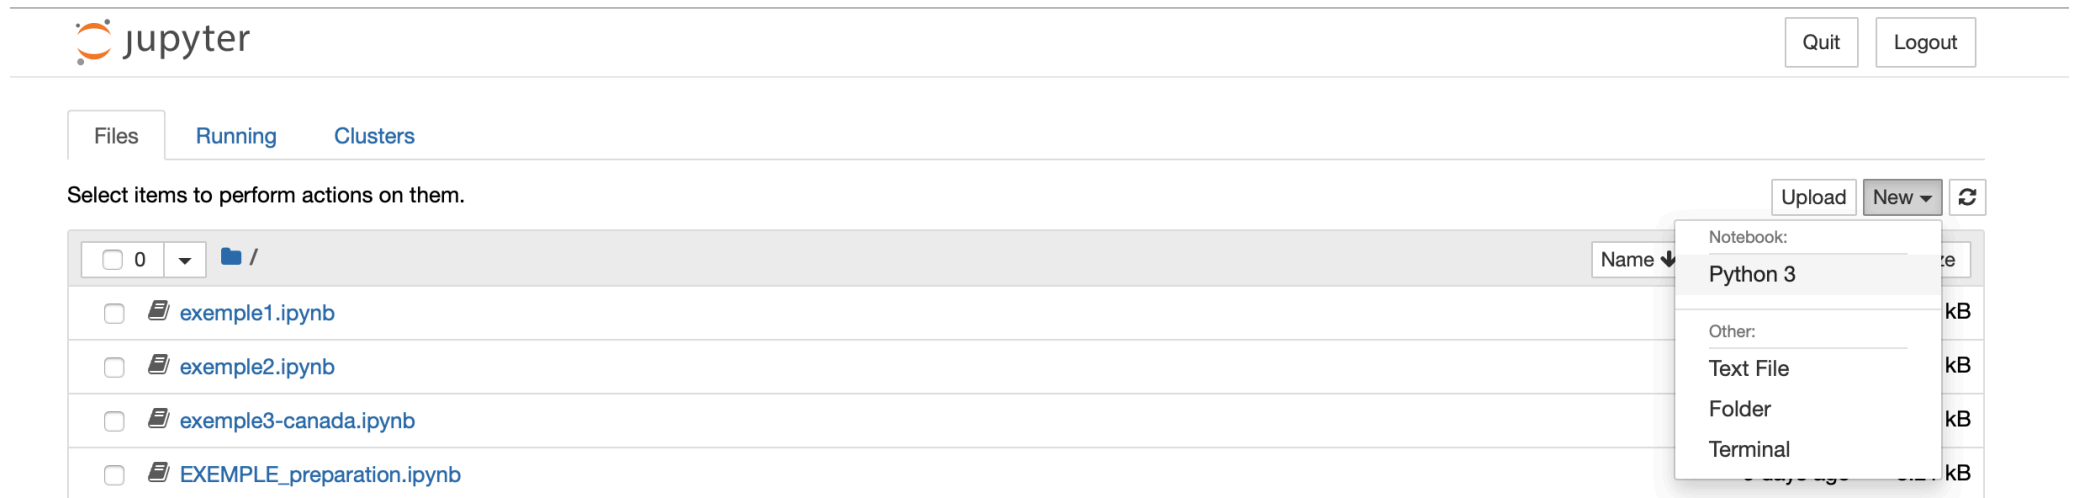 jupyter
Quit
Logout
Files
Running
Clusters
Select items to perform actions on them.
Upload
New
0
/
Name
Notebook:
Python 3
Other:
Text File
Folder
Terminal
exemple1.ipynb
kB
exemple2.ipynb
kB
exemple3-canada.ipynb
kB
EXEMPLE_preparation.ipynb
kB